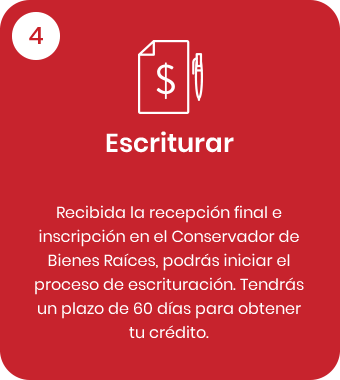 4
$
Escriturar
Recibida la recepción final e
inscripción en el Conservador de
Bienes Raíces, podrás iniciar el
proceso de escrituración. Tendrás
un plazo de 60 días para obtener
tu crédito.